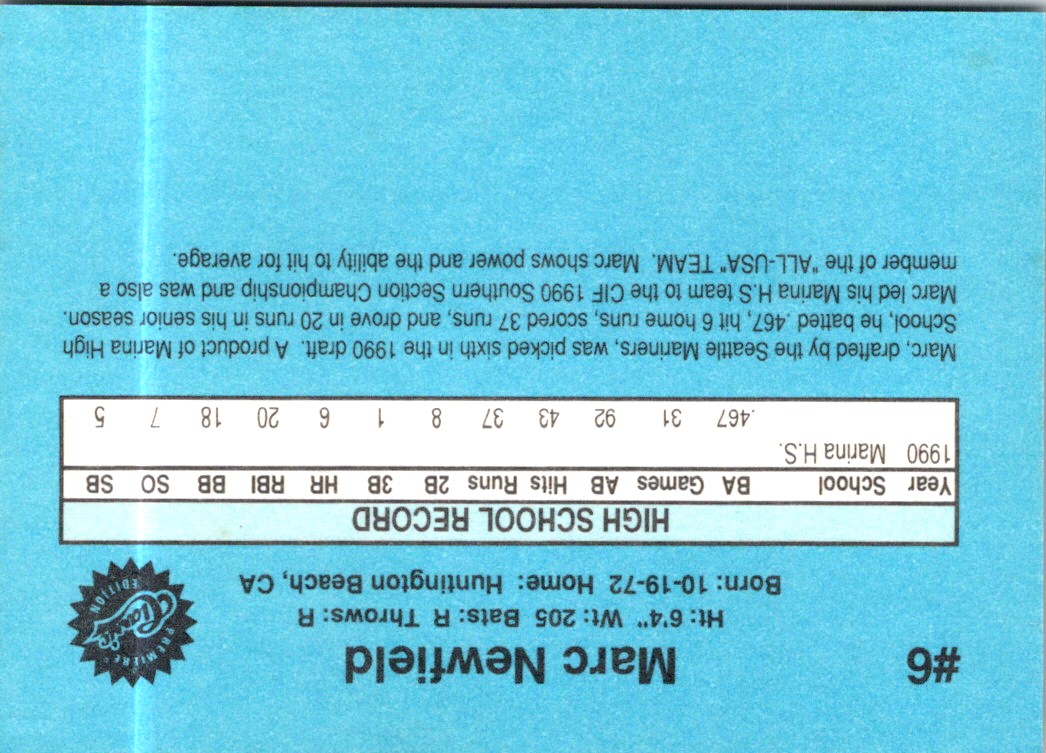 #6
Marc Newfield
Ht: 6'4" Wt: 205 Bats: R Throws: R
Born: 10-19-72 Home: Huntington Beach, CA
PREMIERE
Classic
EDITION
HIGH SCHOOL RECORD
Year School BA Games AB Hits Runs 2B 3B HR RBI BB SO SB
1990 Marina H.S.
.467 31 92 43 37 8 1 6 20 18 7 5
Marc, drafted by the Seattle Mariners, was picked sixth in the 1990 draft. A product of Marina High
School, he batted .467, hit 6 home runs, scored 37 runs, and drove in 20 runs in his senior season.
Marc led his Marina H.S team to the CIF 1990 Southern Section Championship and was also a
member of the "ALL-USA" TEAM. Marc shows power and the ability to hit for average.